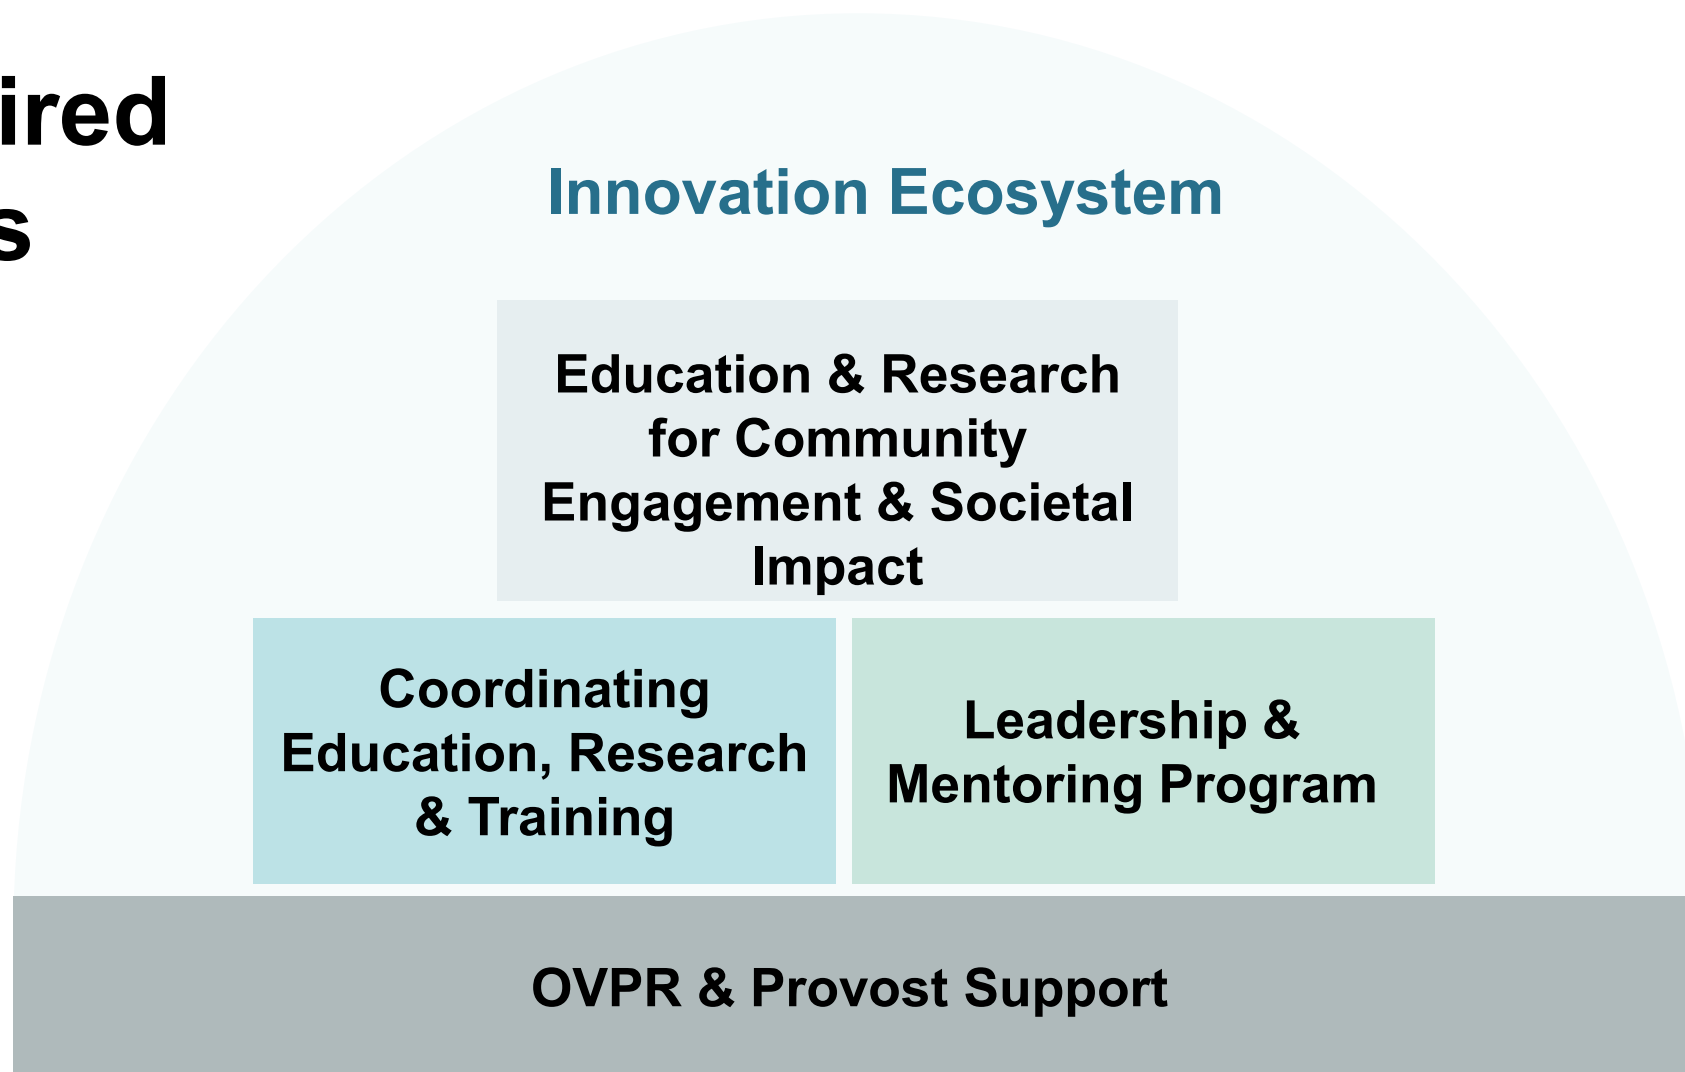 ired
s
Innovation Ecosystem
Education & Research
for Community
Engagement & Societal
Impact
Coordinating
Education, Research
& Training
Leadership &
Mentoring Program
OVPR & Provost Support